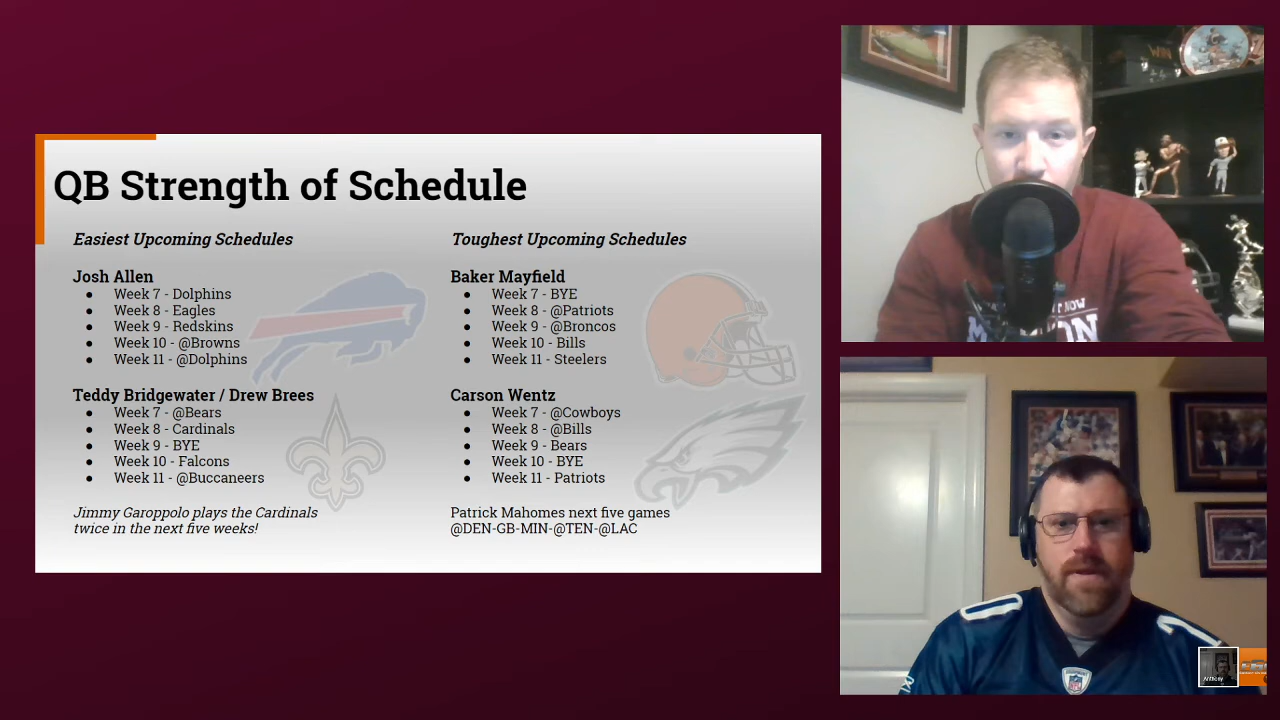 QB Strength of Schedule
Easiest Upcoming Schedules
Josh Allen
● Week 7 - Dolphins
● Week 8 - Eagles
● Week 9 - Redskins
● Week 10 - @Browns
● Week 11 - @Dolphins
Teddy Bridgewater / Drew Brees
● Week 7 - @Bears
● Week 8 - Cardinals
● Week 9 - BYE
● Week 10 - Falcons
● Week 11 - @Buccaneers
Jimmy Garoppolo plays the Cardinals
twice in the next five weeks!
Toughest Upcoming Schedules
Baker Mayfield
● Week 7 - BYE
● Week 8 - @Patriots
● Week 9 - @Broncos
● Week 10 - Bills
● Week 11 - Steelers
Carson Wentz
● Week 7 - @Cowboys
● Week 8 - @Bills
● Week 9 - Bears
● Week 10 - BYE
● Week 11 - Patriots
Patrick Mahomes next five games
@DEN-GB-MIN-@TEN-@LAC
WIN
NOW
NFL
Anthony